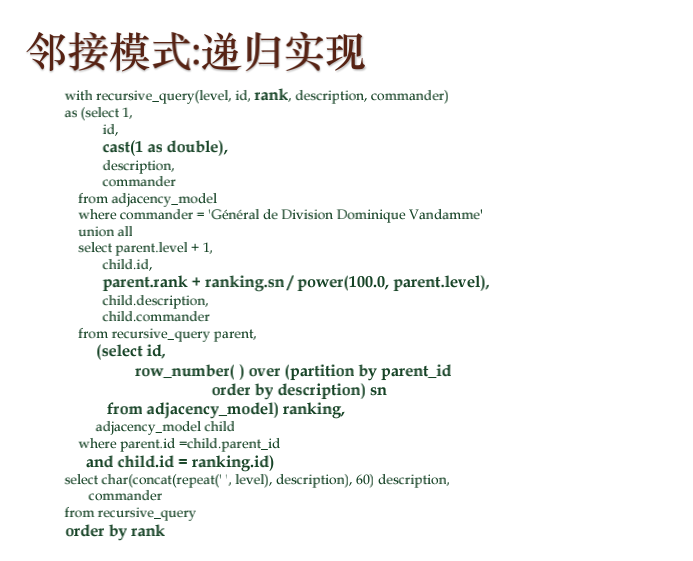 邻接模式:递归实现
with recursive_query(level, id, rank, description, commander)
as (select 1,
id,
cast(1 as double),
description,
commander
from adjacency_model
where commander = 'Général de Division Dominique Vandamme'
union all
select parent.level + 1,
child.id,
parent.rank + ranking.sn / power(100.0, parent.level),
child.description,
child.commander
from recursive_query parent,
(select id,
row_number( ) over (partition by parent_id
order by description) sn
from adjacency_model) ranking,
adjacency_model child
where parent.id =child.parent_id
and child.id = ranking.id)
select char(concat(repeat(' ', level), description), 60) description,
commander
from recursive_query
order by rank